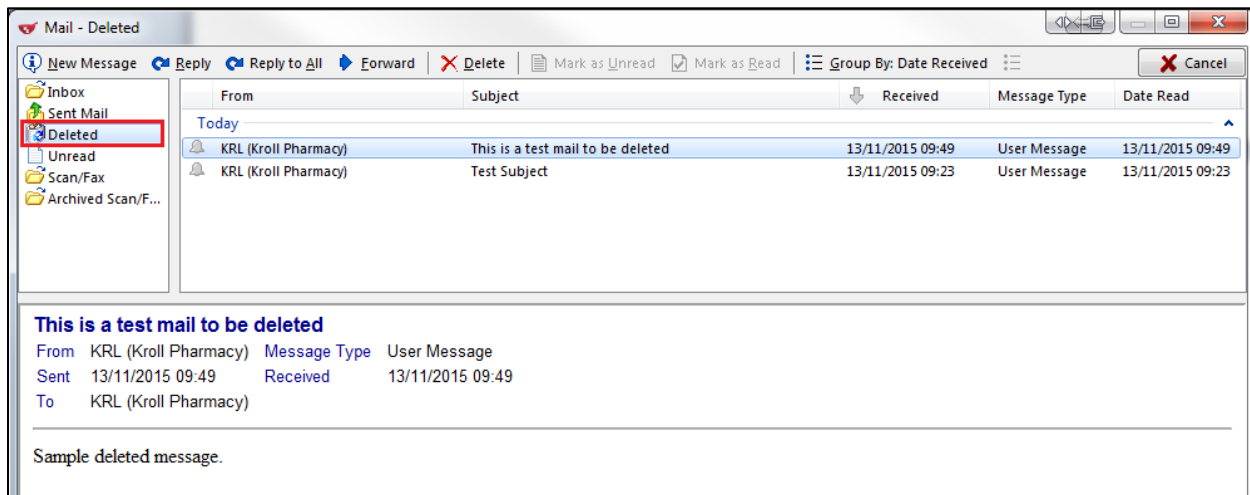 Mail - Deleted
New Message Reply Reply to All Forward Delete Mark as Unread Mark as Read Group By: Date Received Cancel
Inbox
Sent Mail
Deleted
Unread
Scan/Fax
Archived Scan/F...
From Subject Received Message Type Date Read
Today
KRL (Kroll Pharmacy) This is a test mail to be deleted 13/11/2015 09:49 User Message 13/11/2015 09:49
KRL (Kroll Pharmacy) Test Subject 13/11/2015 09:23 User Message 13/11/2015 09:23
This is a test mail to be deleted
From KRL (Kroll Pharmacy) Message Type User Message
Sent 13/11/2015 09:49 Received 13/11/2015 09:49
To KRL (Kroll Pharmacy)
Sample deleted message.